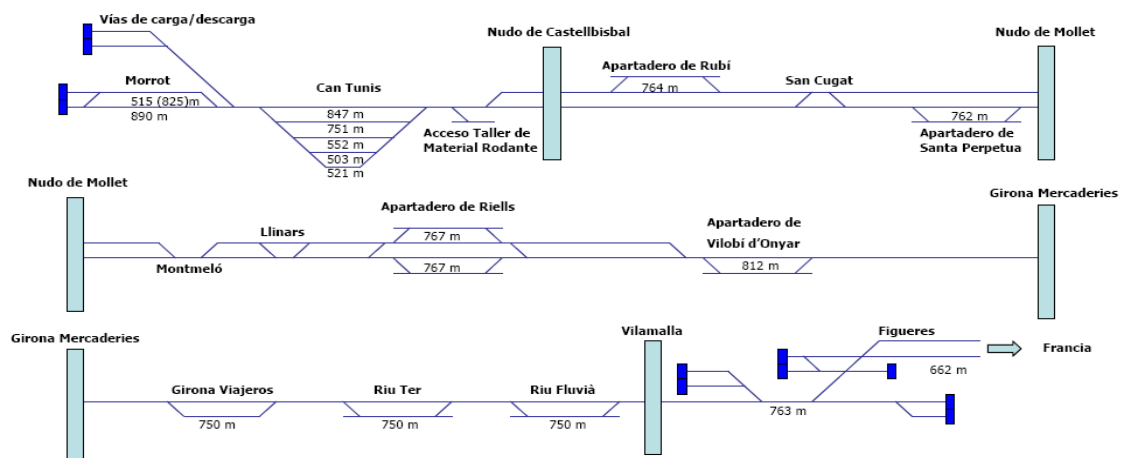 Vías de carga/descarga
Nudo de Castellbisbal
Nudo de Mollet
Morrot
515 (825)m
890 m
Can Tunis
847 m
751 m
552 m
503 m
521 m
Acceso Taller de
Material Rodante
Apartadero de Rubí
764 m
San Cugat
762 m
Apartadero de
Santa Perpetua
Nudo de Mollet
Girona Mercaderies
Montmeló
Llinars
Apartadero de Riells
767 m
767 m
Apartadero de
Vilobí d’Onyar
812 m
Girona Mercaderies
Vilamalla
Figueres
Francia
662 m
Girona Viajeros
750 m
Riu Ter
750 m
Riu Fluvià
750 m
763 m